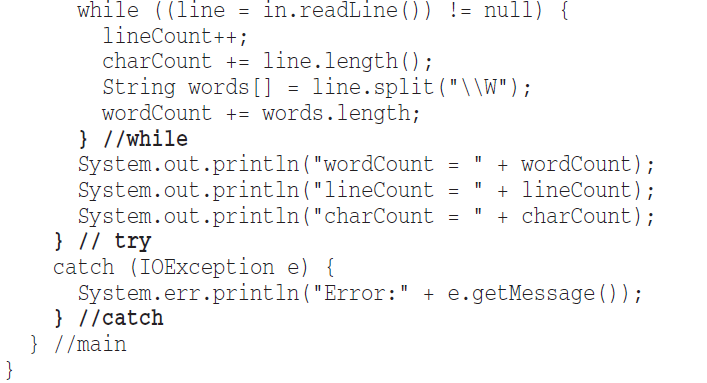 while ((line = in.readLine()) != null) {
lineCount++;
charCount += line.length();
String words[] = line.split("\\W");
wordCount += words.length;
} //while
System.out.println("wordCount = " + wordCount);
System.out.println("lineCount = " + lineCount);
System.out.println("charCount = " + charCount);
} // try
catch (IOException e) {
System.err.println("Error:" + e.getMessage());
} //catch
} //main
}